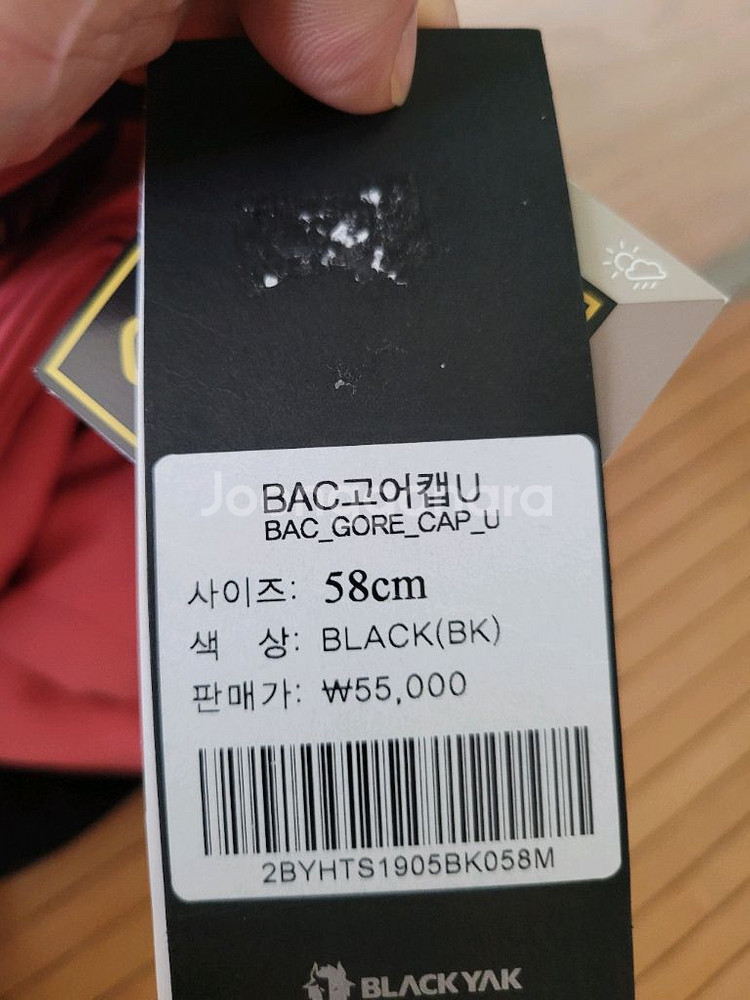 BAC고어캡U
BAC_GORE_CAP_U
사이즈: 58cm
색 상: BLACK(BK)
판매가: ₩55,000
2BYHTS1905BK058M
BLACKYAK